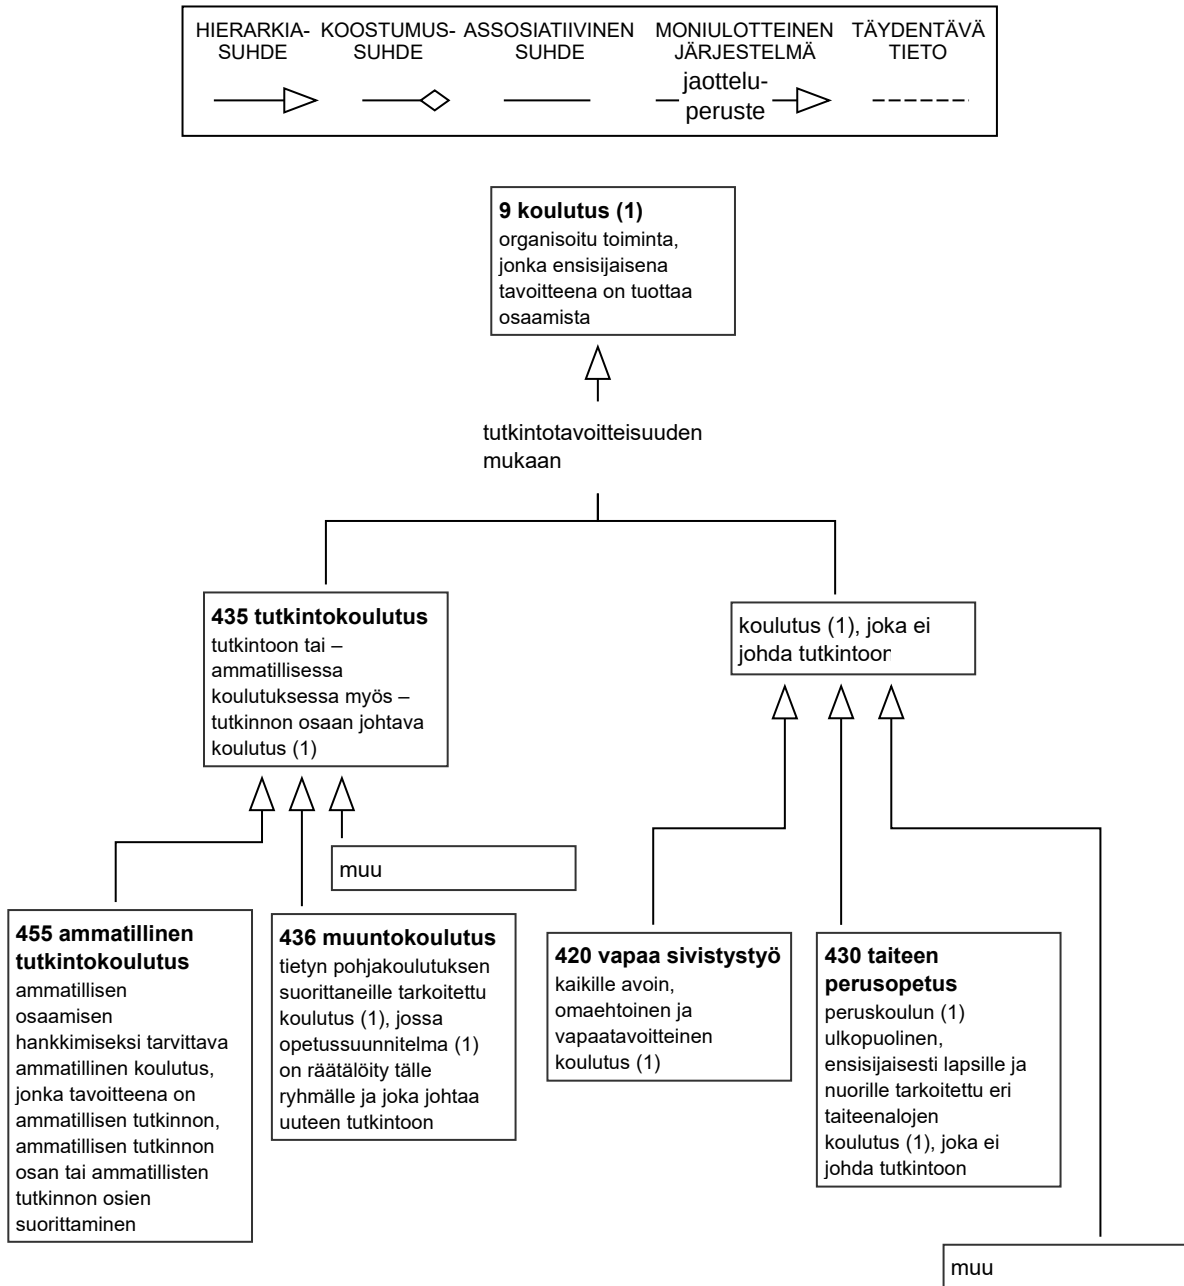 HIERARKIA-
SUHDE
KOOSTUMUS-
SUHDE
ASSOSIATIIVINEN
SUHDE
MONIULOTTEINEN
JÄRJESTELMÄ
TÄYDENTÄVÄ
TIETO
jaottelu-
peruste
9 koulutus (1)
organisoitu toiminta,
jonka ensisijaisena
tavoitteena on tuottaa
osaamista
tutkintotavoitteisuuden
mukaan
435 tutkintokoulutus
tutkintoon tai –
ammatillisessa
koulutuksessa myös –
tutkinnon osaan johtava
koulutus (1)
koulutus (1), joka ei
johda tutkintoon
muu
455 ammatillinen
tutkintokoulutus
ammatillisen
osaamisen
hankkimiseksi tarvittava
ammatillinen koulutus,
jonka tavoitteena on
ammatillisen tutkinnon,
ammatillisen tutkinnon
osan tai ammatillisten
tutkinnon osien
suorittaminen
436 muuntokoulutus
tietyn pohjakoulutuksen
suorittaneille tarkoitettu
koulutus (1), jossa
opetussuunnitelma (1)
on räätälöity tälle
ryhmälle ja joka johtaa
uuteen tutkintoon
420 vapaa sivistystyö
kaikille avoin,
omaehtoinen ja
vapaatavoitteinen
koulutus (1)
430 taiteen
perusopetus
peruskoulun (1)
ulkopuolinen,
ensisijaisesti lapsille ja
nuorille tarkoitettu eri
taiteenalojen
koulutus (1), joka ei
johda tutkintoon
muu